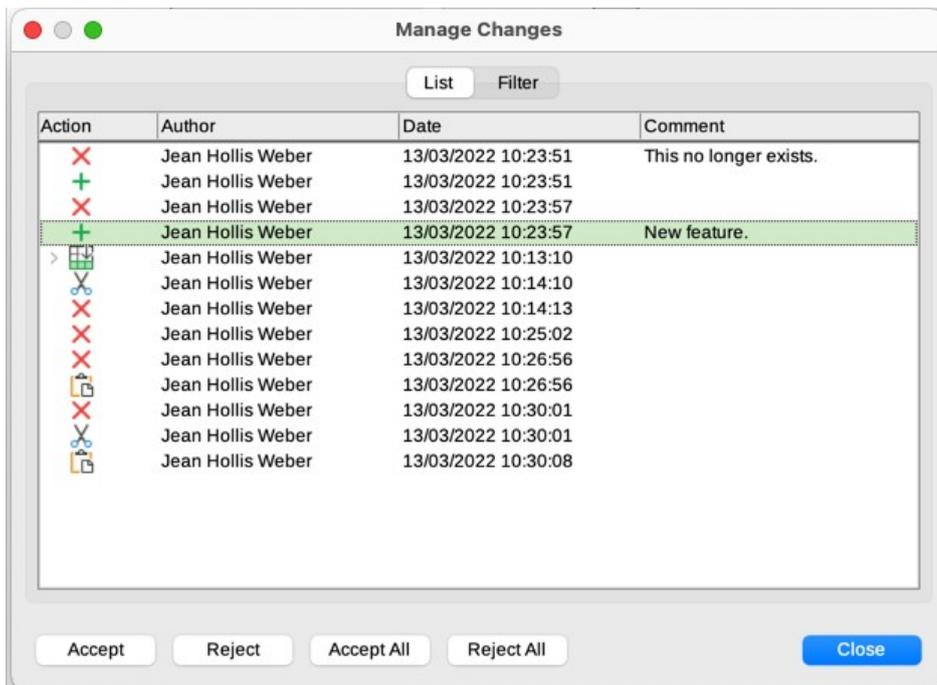 Manage Changes
List Filter
Action Author Date Comment
Jean Hollis Weber 13/03/2022 10:23:51 This no longer exists.
Jean Hollis Weber 13/03/2022 10:23:51
Jean Hollis Weber 13/03/2022 10:23:57
Jean Hollis Weber 13/03/2022 10:23:57 New feature.
Jean Hollis Weber 13/03/2022 10:13:10
Jean Hollis Weber 13/03/2022 10:14:10
Jean Hollis Weber 13/03/2022 10:14:13
Jean Hollis Weber 13/03/2022 10:25:02
Jean Hollis Weber 13/03/2022 10:26:56
Jean Hollis Weber 13/03/2022 10:26:56
Jean Hollis Weber 13/03/2022 10:30:01
Jean Hollis Weber 13/03/2022 10:30:01
Jean Hollis Weber 13/03/2022 10:30:08
Accept Reject Accept All Reject All Close